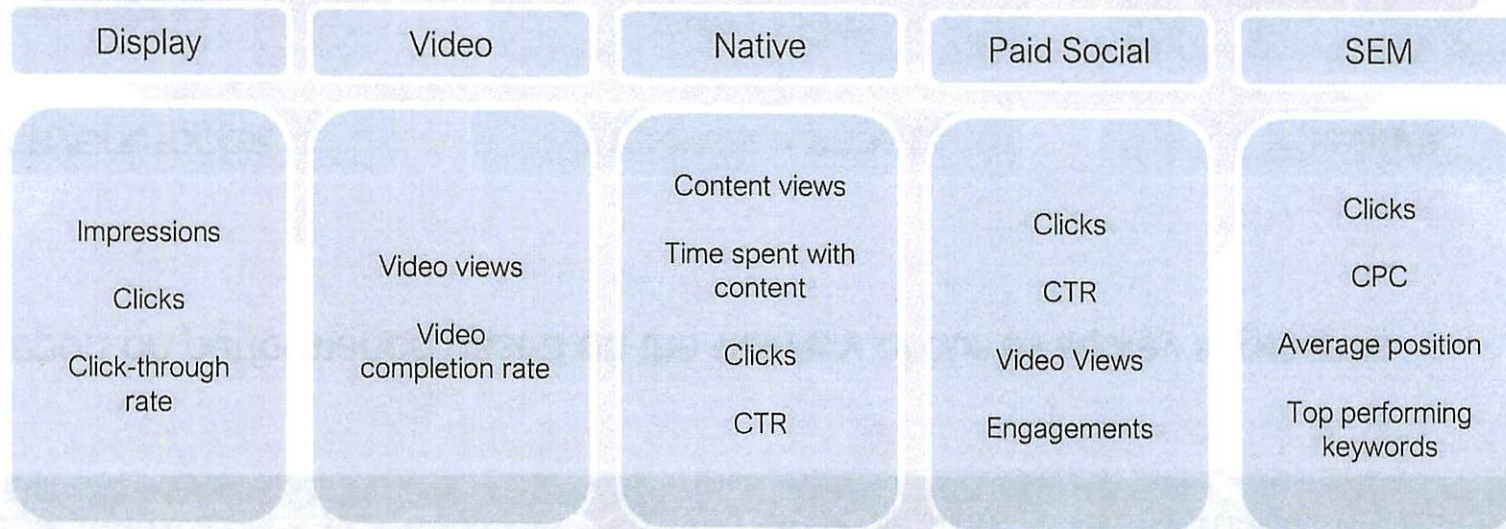 Display
Video
Native
Paid Social
SEM
Impressions
Clicks
Click-through
rate
Video views
Video
completion rate
Content views
Time spent with
content
Clicks
CTR
Clicks
CTR
Video Views
Engagements
Clicks
CPC
Average position
Top performing
keywords